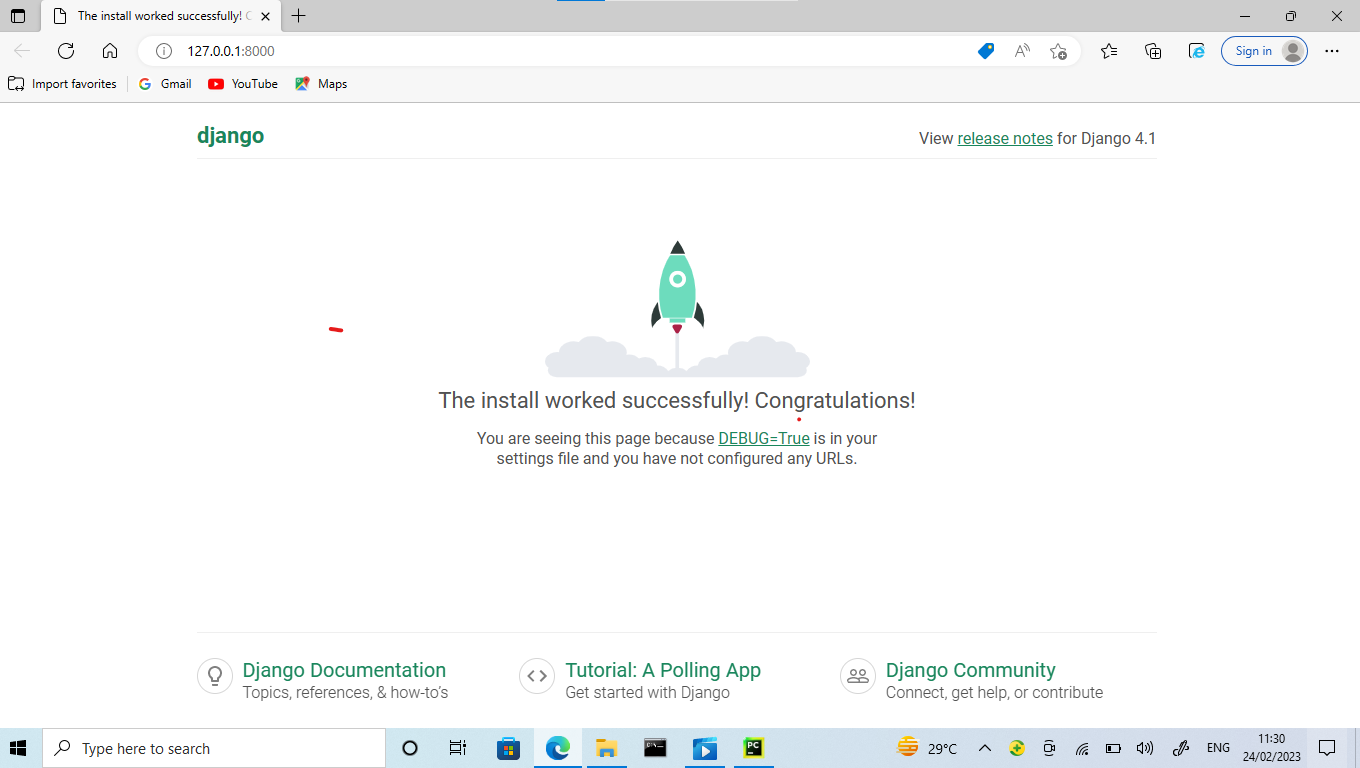 The install worked successfully! C
127.0.0.1:8000
Sign in
Import favorites
Gmail
YouTube
Maps
django
View release notes for Django 4.1
The install worked successfully! Congratulations!
You are seeing this page because DEBUG=True is in your
settings file and you have not configured any URLs.
Django Documentation
Topics, references, & how-to's
Tutorial: A Polling App
Get started with Django
Django Community
Connect, get help, or contribute
Type here to search
PC
29°C
ENG
11:30
24/02/2023